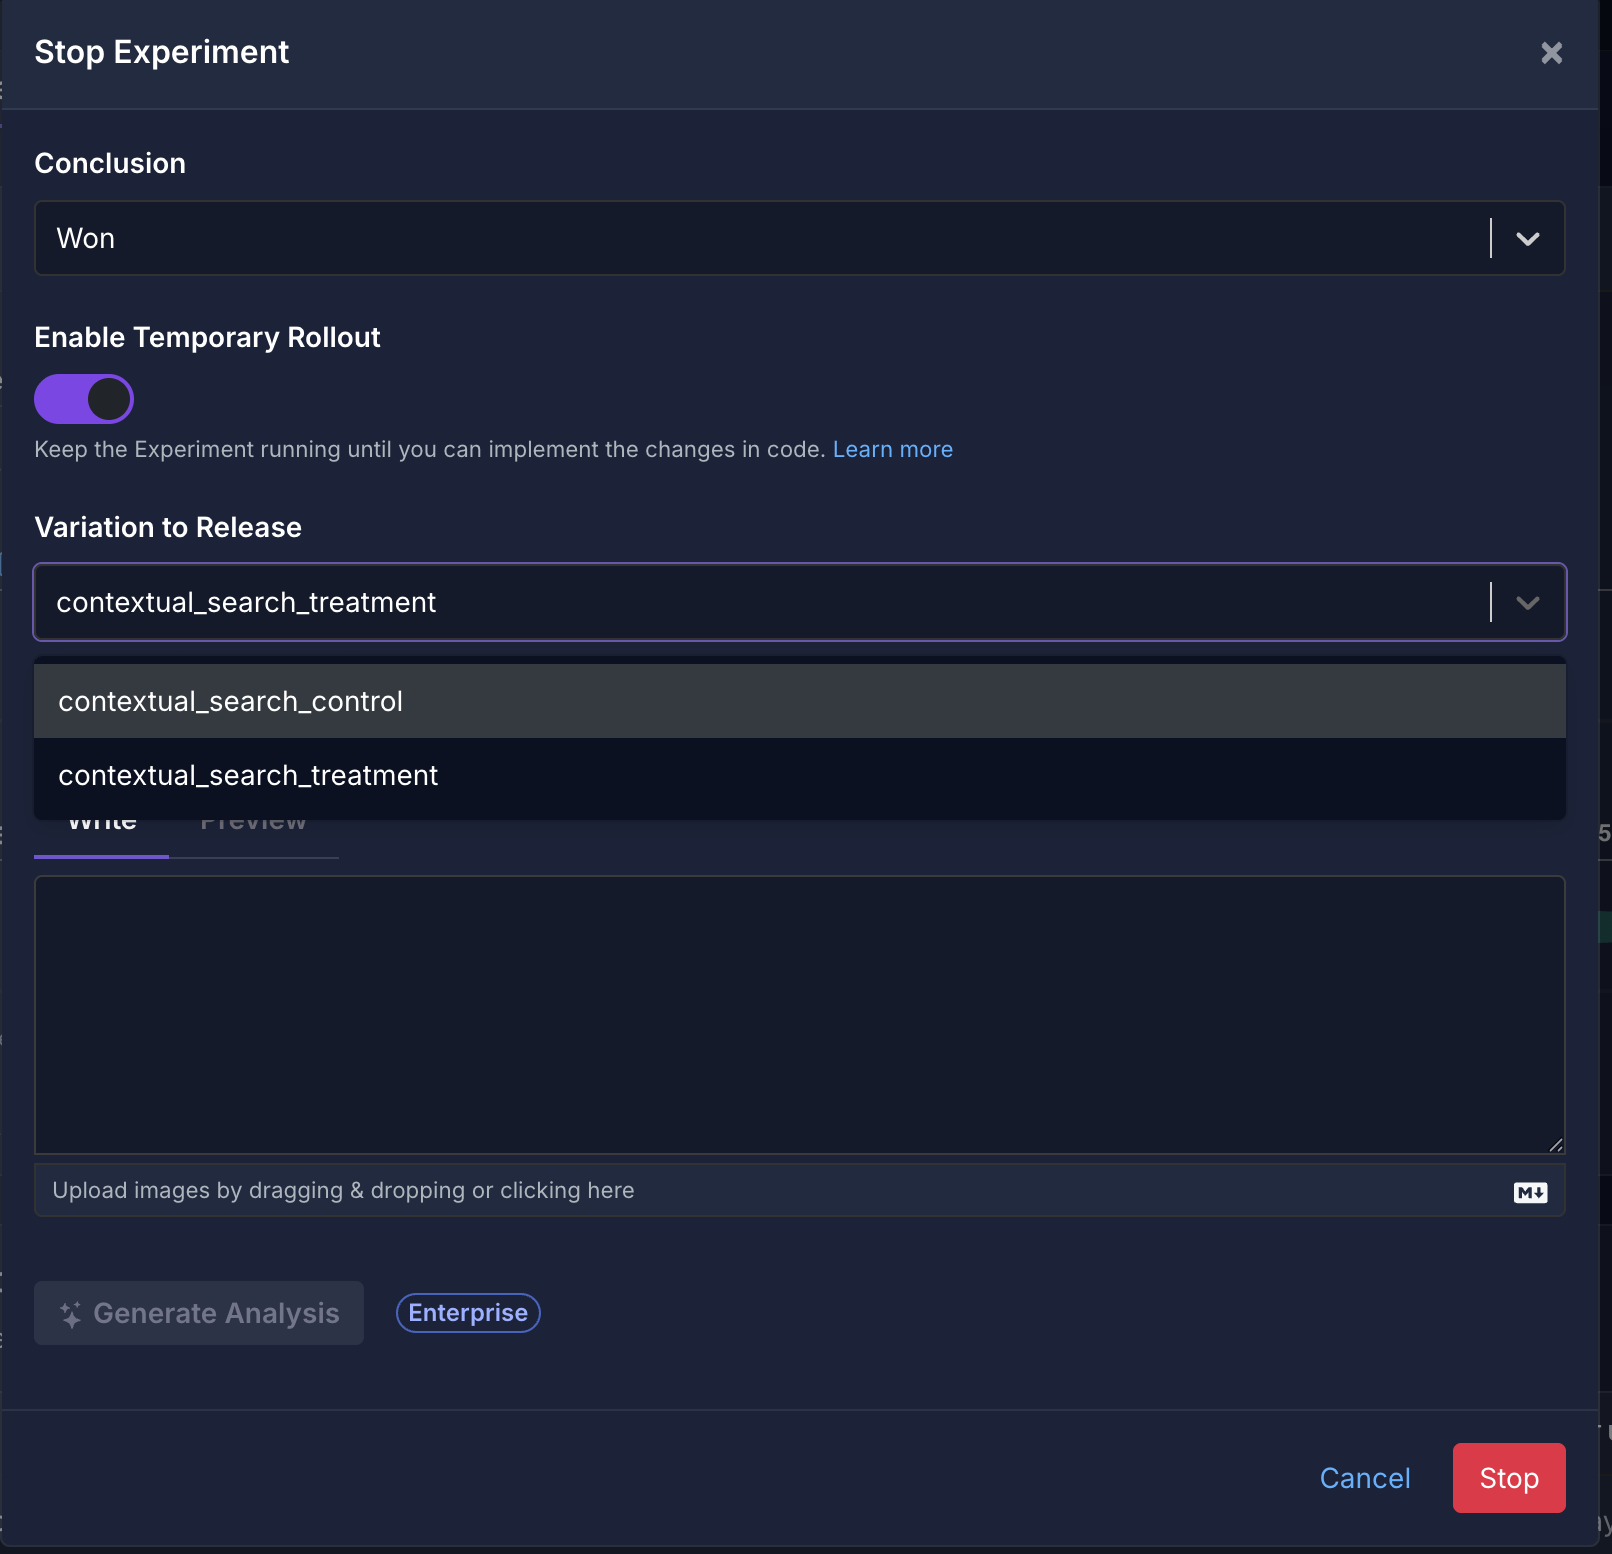 Stop Experiment
Conclusion
Won
Enable Temporary Rollout
Keep the Experiment running until you can implement the changes in code. Learn more
Variation to Release
contextual_search_treatment
contextual_search_control
contextual_search_treatment
Write Preview
Upload images by dragging & dropping or clicking here
M
Generate Analysis Enterprise
Cancel Stop